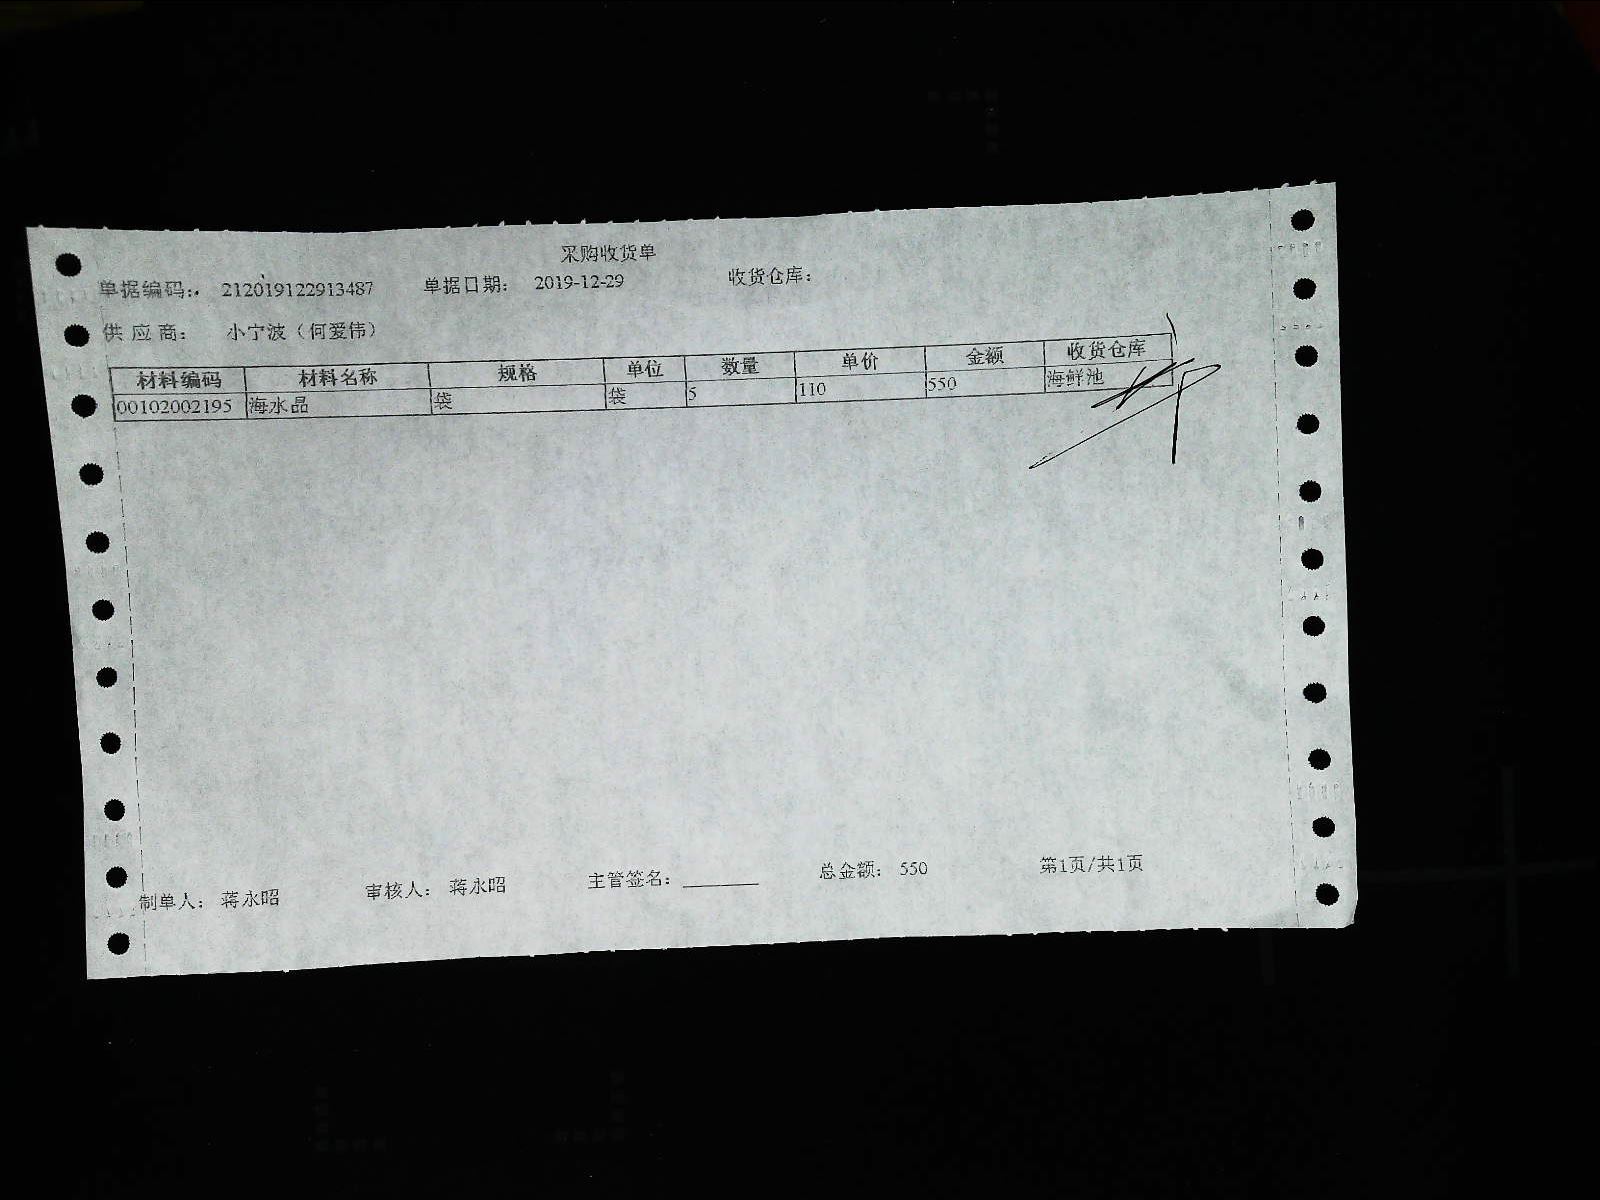 采购收货单
单据编码: 212019122913487 单据日期: 2019-12-29 收货仓库:
供应商: 小宁波（何爱伟）
材料编码 材料名称 规格 单位 数量 单价 金额 收货仓库
00102002195 海水晶 袋 袋 5 110 550 海鲜池
制单人: 蒋永昭 审核人: 蒋永昭 主管签名: ________ 总金额: 550 第1页/共1页